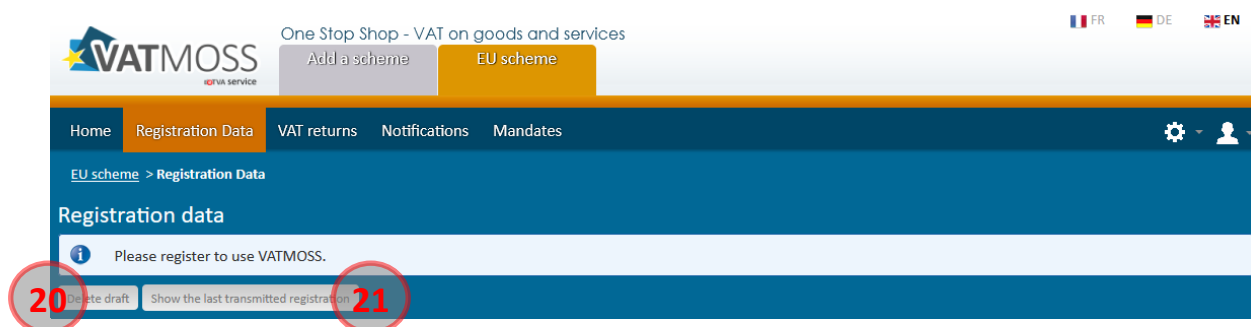 FR DE EN
One Stop Shop - VAT on goods and services
VATMOSS
Add a scheme EU scheme
VAT service
Home Registration Data VAT returns Notifications Mandates
EU scheme > Registration Data
Registration data
Please register to use VATMOSS.
20 Delete draft Show the last transmitted registration 21